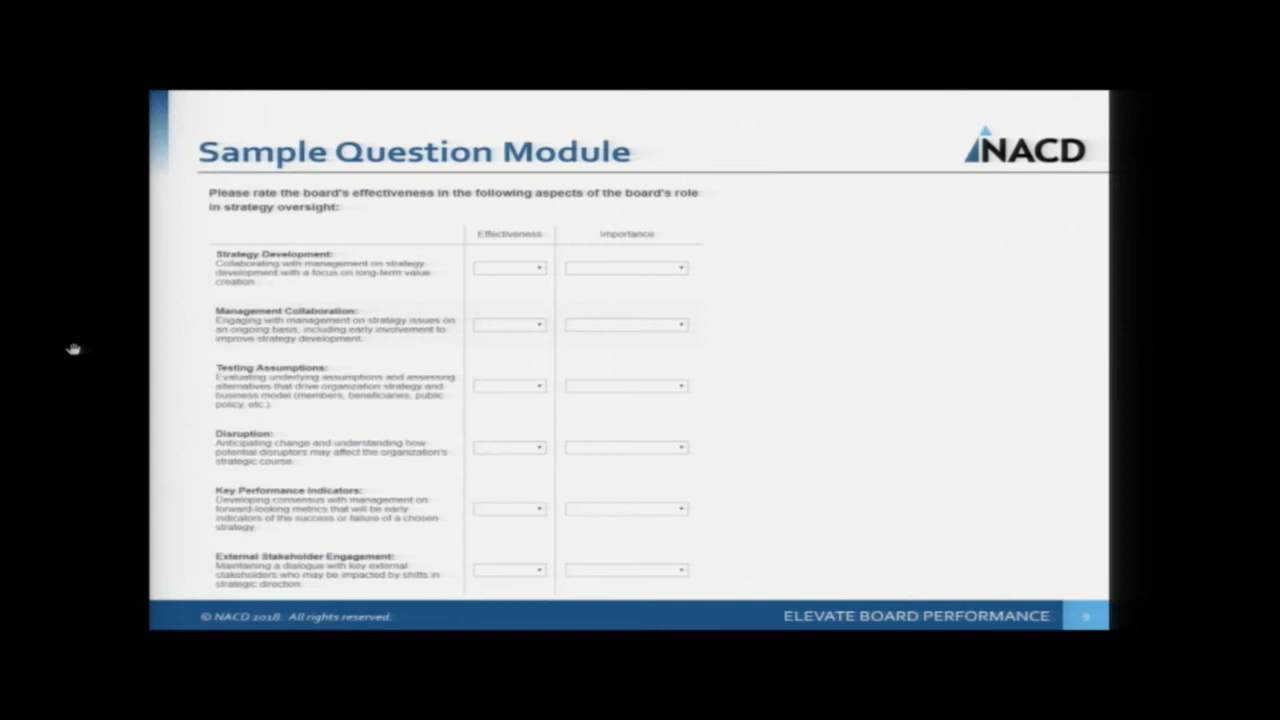 Sample Question Module
NACD
Please rate the board's effectiveness in the following aspects of the board's role
in strategy oversight:
Effectiveness
Importance
Strategy Development:
Collaborating with management on strategy
development with a focus on long-term value
creation
Management Collaboration:
Engaging with management on strategy issues on
an ongoing basis, including early involvement to
improve strategy development.
Testing Assumptions:
Evaluating underlying assumptions and assessing
alternatives that drive organization strategy and
business model (members, beneficiaries, public
policy, etc.).
Disruption:
Anticipating change and understanding how
potential disruptors may affect the organization's
strategic course.
Key Performance Indicators:
Developing consensus with management on
forward-looking metrics that will be early
indicators of the success or failure of a chosen
strategy.
External Stakeholder Engagement:
Maintaining a dialogue with key external
stakeholders who may be impacted by shifts in
strategic direction.
© NACD 2018. All rights reserved.
ELEVATE BOARD PERFORMANCE
9